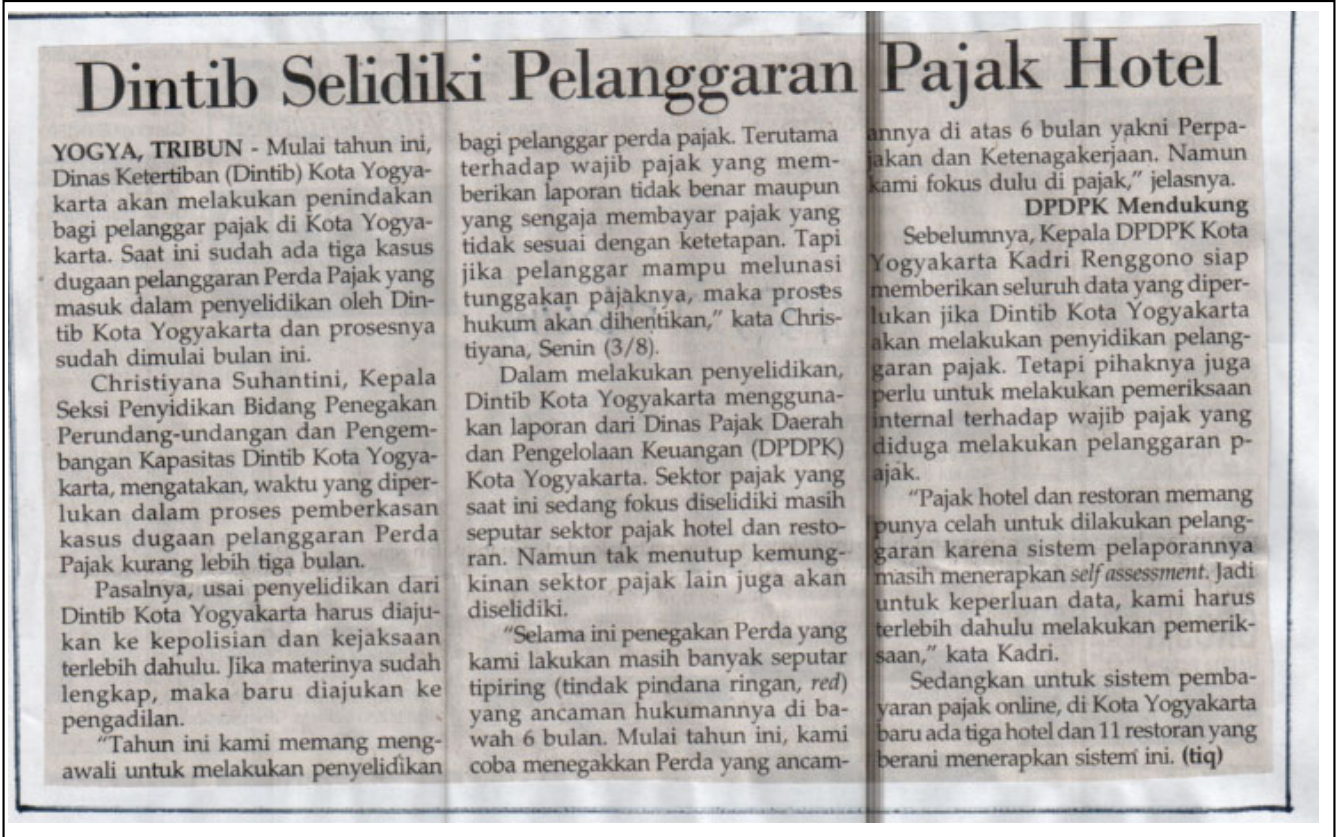 Dintib Selidiki Pelanggaran Pajak Hotel
YOGYA, TRIBUN - Mulai tahun ini,
Dinas Ketertiban (Dintib) Kota Yogya-
karta akan melakukan penindakan
bagi pelanggar pajak di Kota Yogya-
karta. Saat ini sudah ada tiga kasus
dugaan pelanggaran Perda Pajak yang
masuk dalam penyelidikan oleh Din-
tib Kota Yogyakarta dan prosesnya
sudah dimulai bulan ini.
Christiyana Suhantini, Kepala
Seksi Penyidikan Bidang Penegakan
Perundang-undangan dan Pengem-
bangan Kapasitas Dintib Kota Yogya-
karta, mengatakan, waktu yang diper-
lukan dalam proses pemberkasan
kasus dugaan pelanggaran Perda
Pajak kurang lebih tiga bulan.
Pasalnya, usai penyelidikan dari
Dintib Kota Yogyakarta harus diaju-
kan ke kepolisian dan kejaksaan
terlebih dahulu. Jika materinya sudah
lengkap, maka baru diajukan ke
pengadilan.
"Tahun ini kami memang meng-
awali untuk melakukan penyelidikan
bagi pelanggar perda pajak. Terutama
terhadap wajib pajak yang mem-
berikan laporan tidak benar maupun
yang sengaja membayar pajak yang
tidak sesuai dengan ketetapan. Tapi
jika pelanggar mampu melunasi
tunggakan pajaknya, maka proses
hukum akan dihentikan," kata Chris-
tiyana, Senin (3/8).
Dalam melakukan penyelidikan,
Dintib Kota Yogyakarta mengguna-
kan laporan dari Dinas Pajak Daerah
dan Pengelolaan Keuangan (DPDPK)
Kota Yogyakarta. Sektor pajak yang
saat ini sedang fokus diselidiki masih
seputar sektor pajak hotel dan resto-
ran. Namun tak menutup kemung-
kinan sektor pajak lain juga akan
diselidiki.
"Selama ini penegakan Perda yang
kami lakukan masih banyak seputar
tipiring (tindak pindana ringan, red)
yang ancaman hukumannya di ba-
wah 6 bulan. Mulai tahun ini, kami
coba menegakkan Perda yang ancam-
annya di atas 6 bulan yakni Perpa-
jakan dan Ketenagakerjaan. Namun
kami fokus dulu di pajak," jelasnya.
DPDPK Mendukung
Sebelumnya, Kepala DPDPK Kota
Yogyakarta Kadri Renggono siap
memberikan seluruh data yang diper-
lukan jika Dintib Kota Yogyakarta
akan melakukan penyidikan pelang-
garan pajak. Tetapi pihaknya juga
perlu untuk melakukan pemeriksaan
internal terhadap wajib pajak yang
diduga melakukan pelanggaran p-
ajak.
"Pajak hotel dan restoran memang
punya celah untuk dilakukan pelang-
garan karena sistem pelaporannya
masih menerapkan self assessment. Jadi
untuk keperluan data, kami harus
terlebih dahulu melakukan pemerik-
saan," kata Kadri.
Sedangkan untuk sistem pemba-
yaran pajak online, di Kota Yogyakarta
baru ada tiga hotel dan 11 restoran yang
berani menerapkan sistem ini. (tiq)